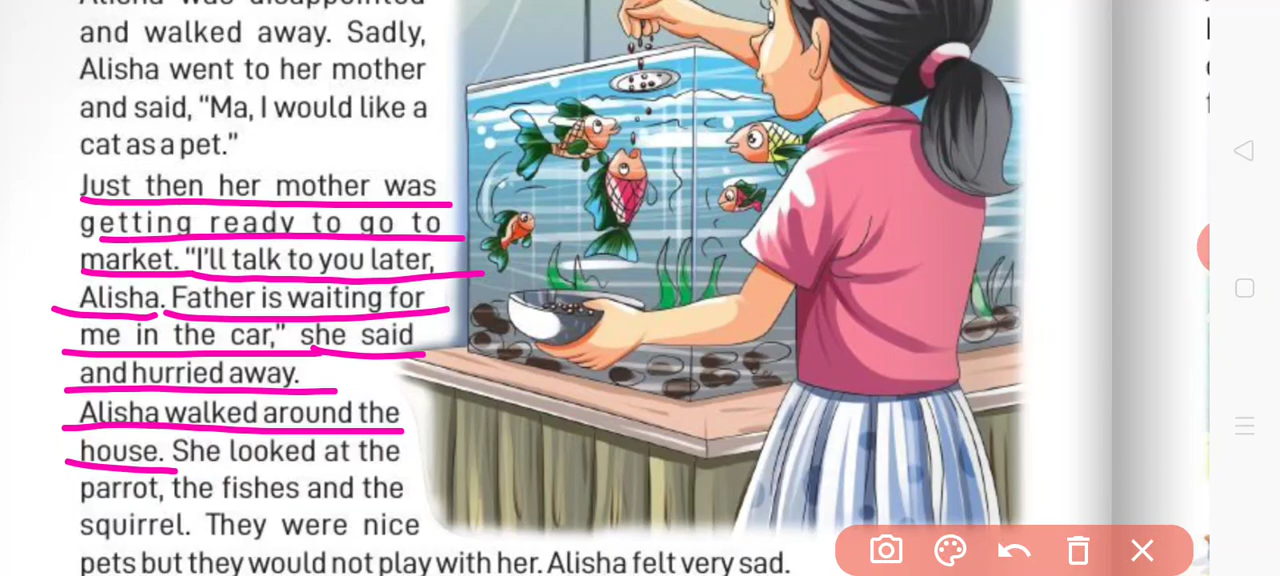 Alisha was disappointed
and walked away. Sadly,
Alisha went to her mother
and said, “Ma, I would like a
cat as a pet.”
Just then her mother was
getting ready to go to
market. “I’ll talk to you later,
Alisha. Father is waiting for
me in the car,” she said
and hurried away.
Alisha walked around the
house. She looked at the
parrot, the fishes and the
squirrel. They were nice
pets but they would not play with her. Alisha felt very sad.